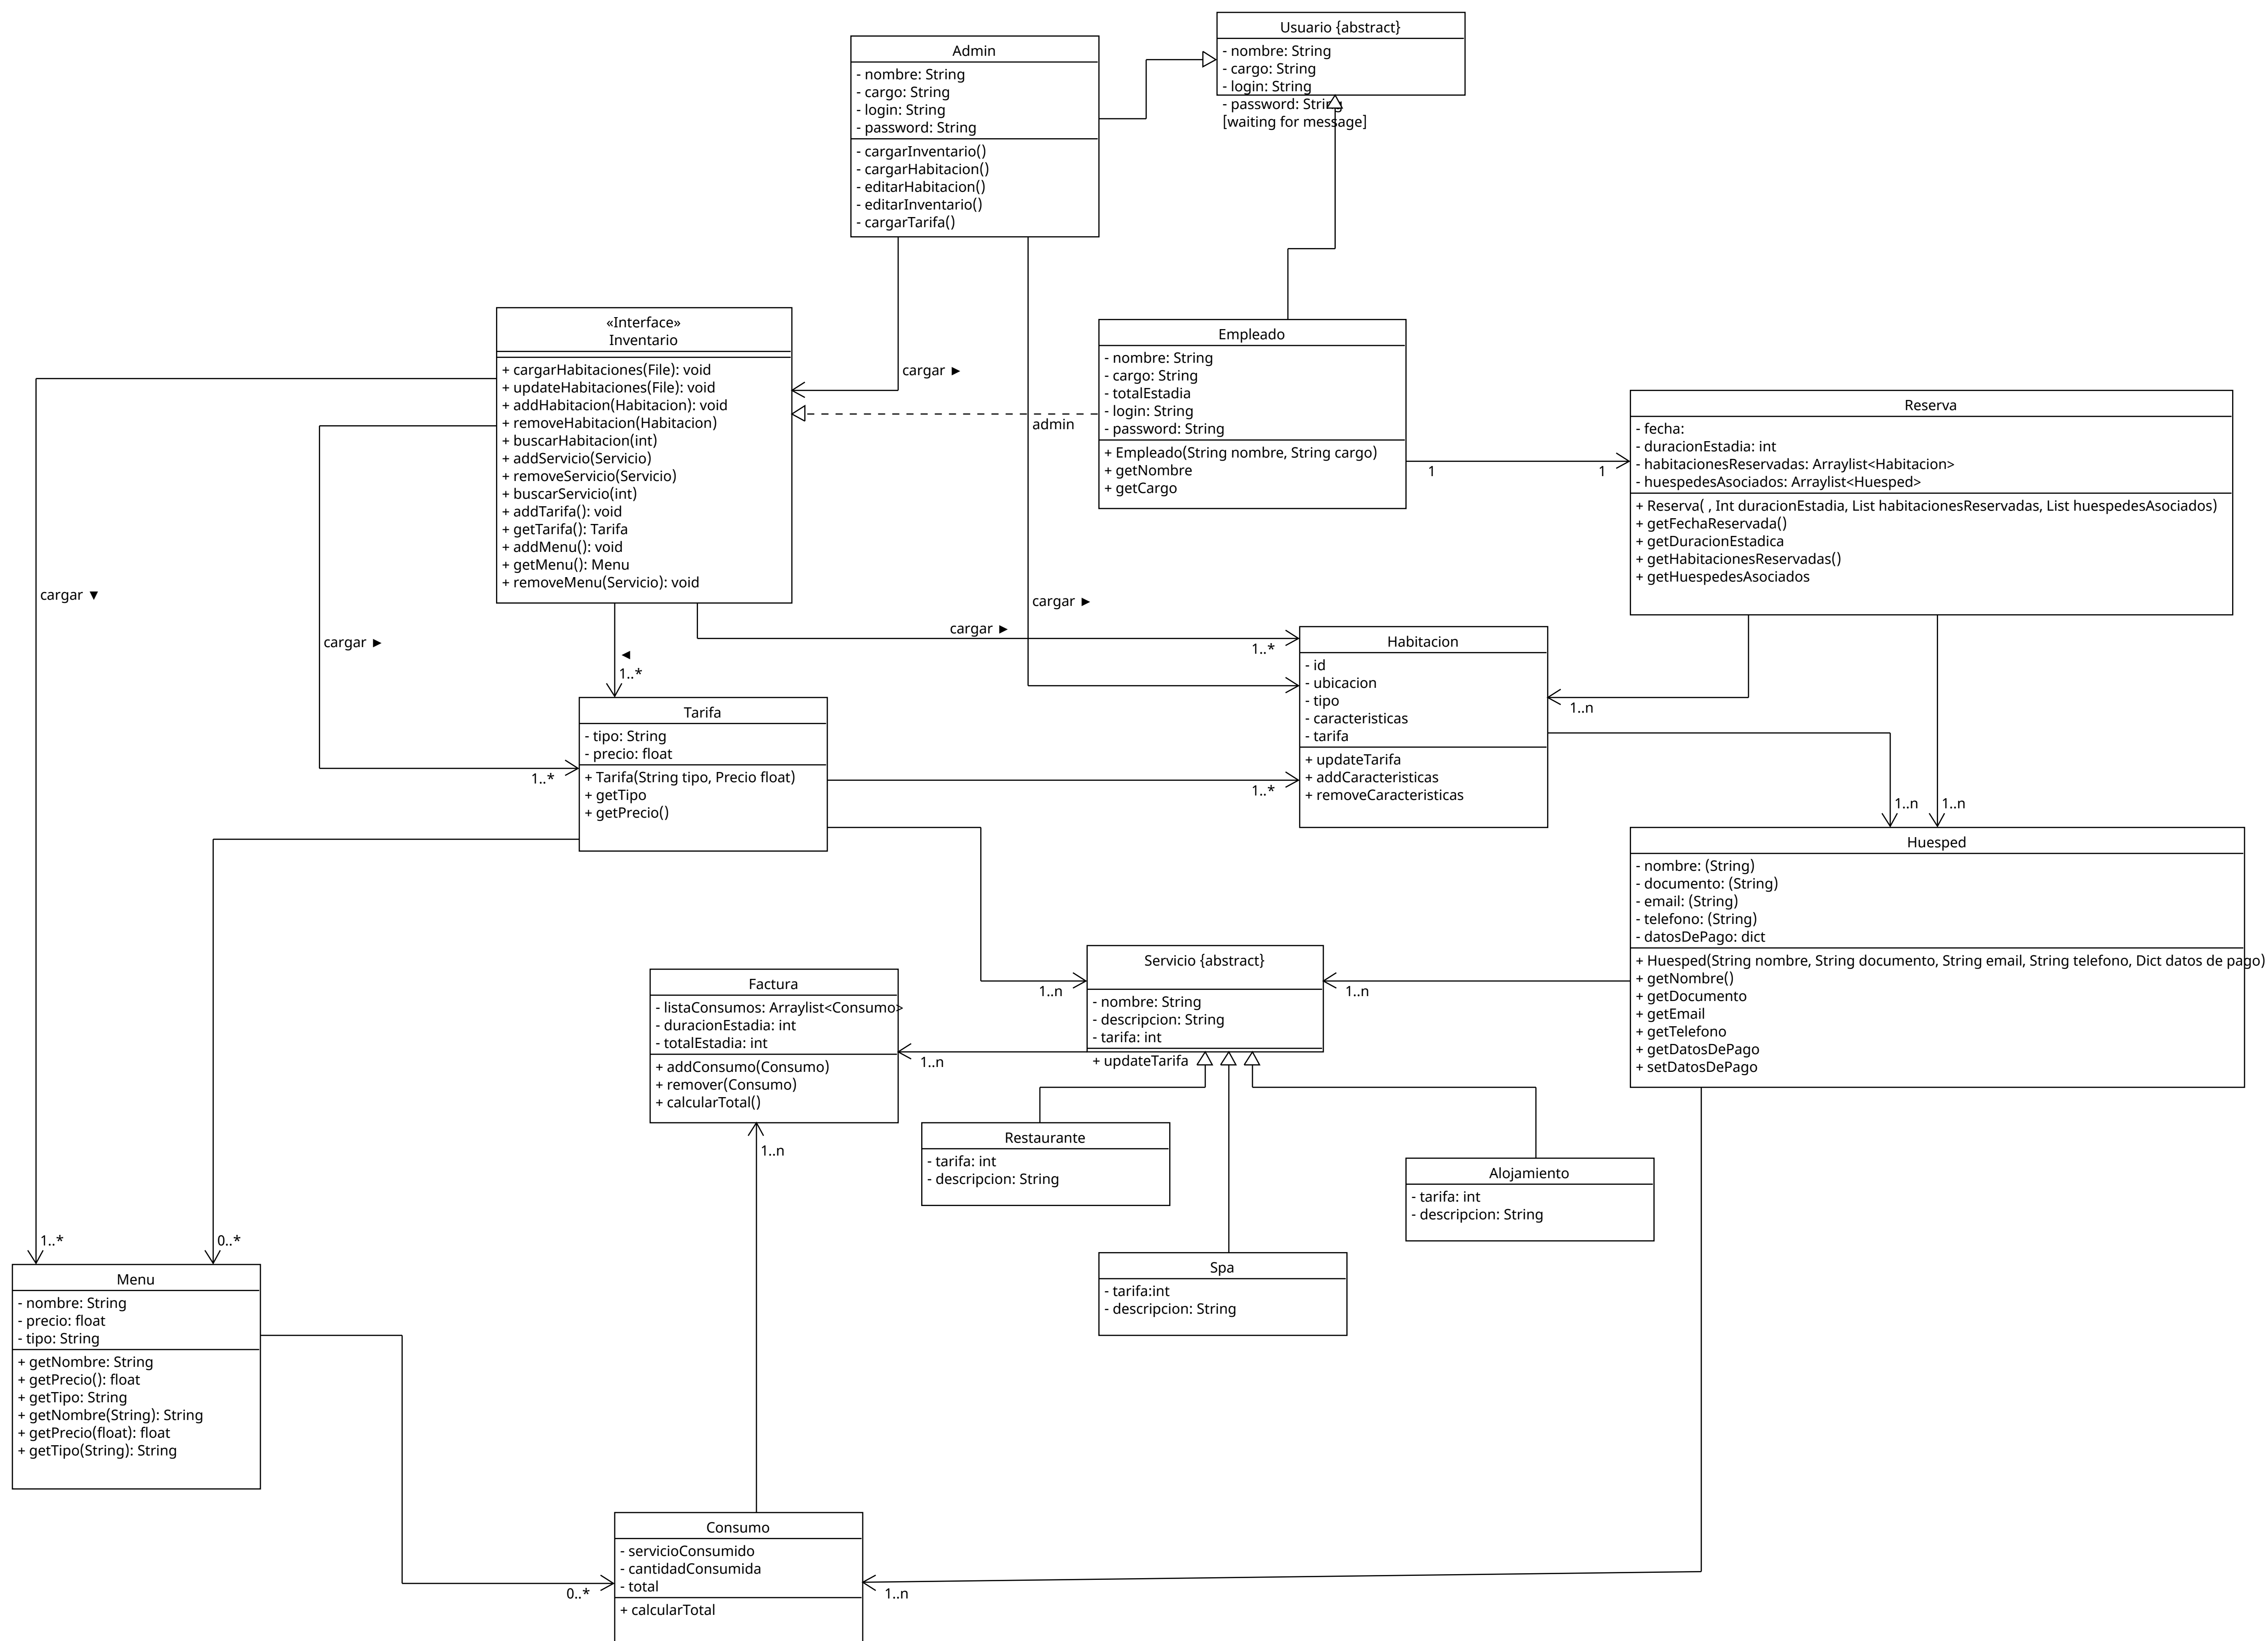 Usuario {abstract}
- nombre: String
- cargo: String
- login: String
- password: String
[waiting for message]
Admin
- nombre: String
- cargo: String
- login: String
- password: String
- cargarInventario()
- cargarHabitacion()
- editarHabitacion()
- editarInventario()
- cargarTarifa()
«Interface»
Inventario
+ cargarHabitaciones(File): void
+ updateHabitaciones(File): void
+ addHabitacion(Habitacion): void
+ removeHabitacion(Habitacion)
+ buscarHabitacion(int)
+ addServicio(Servicio)
+ removeServicio(Servicio)
+ buscarServicio(int)
+ addTarifa(): void
+ getTarifa(): Tarifa
+ addMenu(): void
+ getMenu(): Menu
+ removeMenu(Servicio): void
cargar ►
admin
Empleado
- nombre: String
- cargo: String
- totalEstadia
- login: String
- password: String
+ Empleado(String nombre, String cargo)
+ getNombre
+ getCargo
1
1
Reserva
- fecha:
- duracionEstadia: int
- habitacionesReservadas: Arraylist<Habitacion>
- huespedesAsociados: Arraylist<Huesped>
+ Reserva( , Int duracionEstadia, List habitacionesReservadas, List huespedesAsociados)
+ getFechaReservada()
+ getDuracionEstadica
+ getHabitacionesReservadas()
+ getHuespedesAsociados
cargar ▼
cargar ►
◄
1..*
cargar ►
1..*
cargar ►
Habitacion
- id
- ubicacion
- tipo
- caracteristicas
- tarifa
+ updateTarifa
+ addCaracteristicas
+ removeCaracteristicas
1..n
1..n
1..n
Tarifa
- tipo: String
- precio: float
+ Tarifa(String tipo, Precio float)
+ getTipo
+ getPrecio()
1..*
1..*
Huesped
- nombre: (String)
- documento: (String)
- email: (String)
- telefono: (String)
- datosDePago: dict
+ Huesped(String nombre, String documento, String email, String telefono, Dict datos de pago)
+ getNombre()
+ getDocumento
+ getEmail
+ getTelefono
+ getDatosDePago
+ setDatosDePago
Servicio {abstract}
- nombre: String
- descripcion: String
- tarifa: int
+ updateTarifa
1..n
1..n
Factura
- listaConsumos: Arraylist<Consumo>
- duracionEstadia: int
- totalEstadia: int
+ addConsumo(Consumo)
+ remover(Consumo)
+ calcularTotal()
1..n
1..n
Restaurante
- tarifa: int
- descripcion: String
Alojamiento
- tarifa: int
- descripcion: String
Spa
- tarifa:int
- descripcion: String
1..*
0..*
Menu
- nombre: String
- precio: float
- tipo: String
+ getNombre: String
+ getPrecio(): float
+ getTipo: String
+ getNombre(String): String
+ getPrecio(float): float
+ getTipo(String): String
Consumo
- servicioConsumido
- cantidadConsumida
- total
+ calcularTotal
0..*
1..n